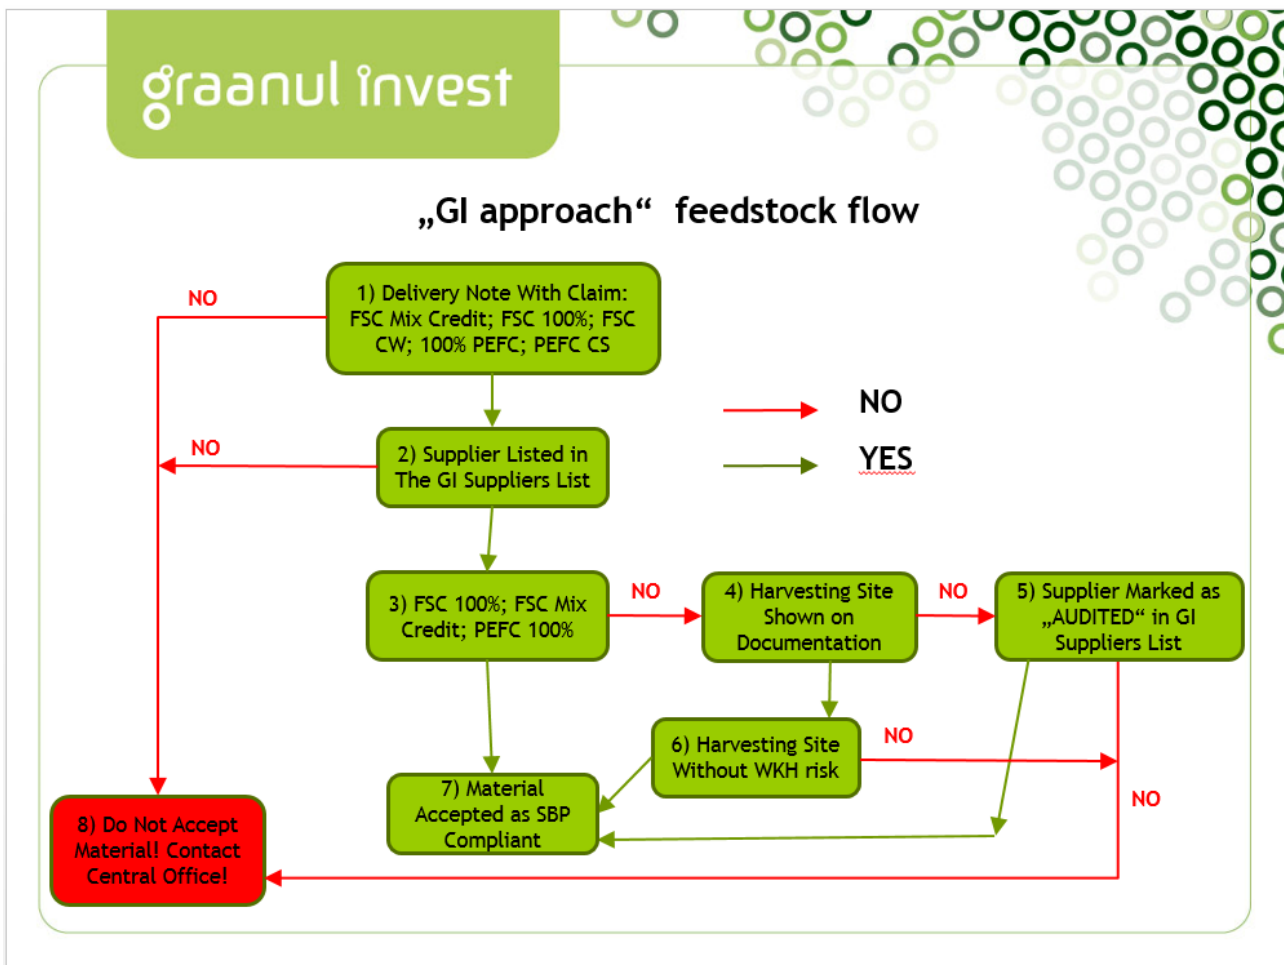 graanul invest
„GI approach“ feedstock flow
NO
1) Delivery Note With Claim:
FSC Mix Credit; FSC 100%; FSC
CW; 100% PEFC; PEFC CS
NO
YES
NO
2) Supplier Listed in
The GI Suppliers List
3) FSC 100%; FSC Mix
Credit; PEFC 100%
NO
4) Harvesting Site
Shown on
Documentation
NO
5) Supplier Marked as
„AUDITED“ in GI
Suppliers List
6) Harvesting Site
Without WKH risk
NO
7) Material
Accepted as SBP
Compliant
NO
8) Do Not Accept
Material! Contact
Central Office!